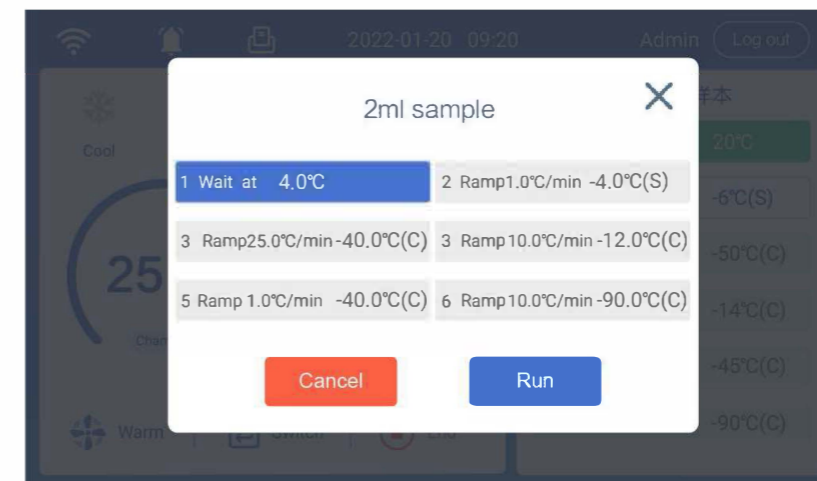 2022-01-20 09:20 Admin Log out
2ml sample
样本
Cool
20℃
1 Wait at 4.0℃
2 Ramp1.0℃/min -4.0℃(S)
-6℃(S)
3 Ramp25.0℃/min -40.0℃(C)
3 Ramp10.0℃/min -12.0℃(C)
-50℃(C)
25
5 Ramp 1.0℃/min -40.0℃(C)
6 Ramp10.0℃/min -90.0℃(C)
-14℃(C)
Cancel
Run
-45℃(C)
Warm
-90℃(C)